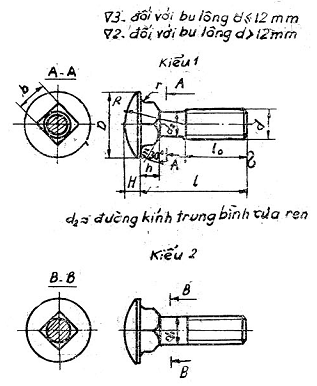 ∇3- đối với bu lông d ≤ 12 mm
∇2- đối với bu lông d > 12 mm
Kiểu 1
A-A
b
D
R
r
A
A
30°
h
H
l
l₀
d
d₂ ≈ đường kính trung bình của ren
Kiểu 2
B-B
B
B